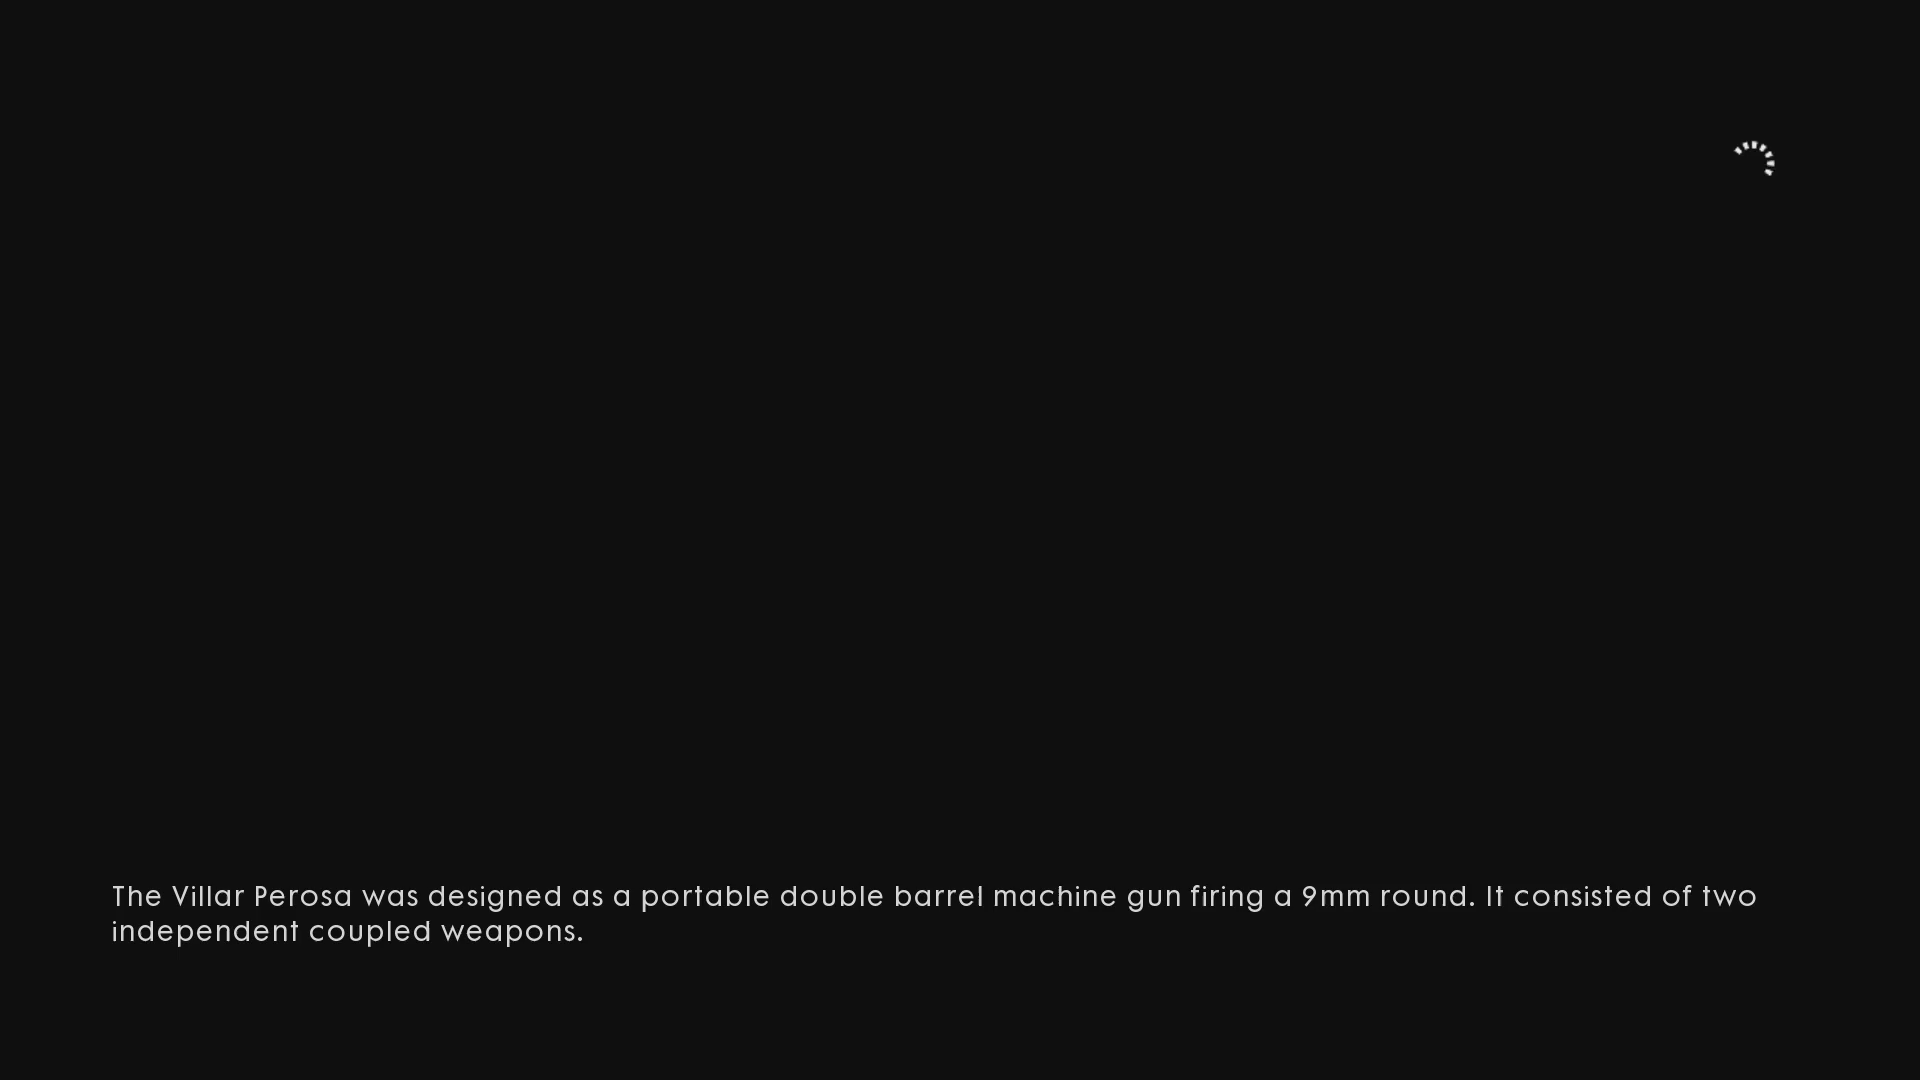 The Villar Perosa was designed as a portable double barrel machine gun firing a 9mm round. It consisted of two
independent coupled weapons.